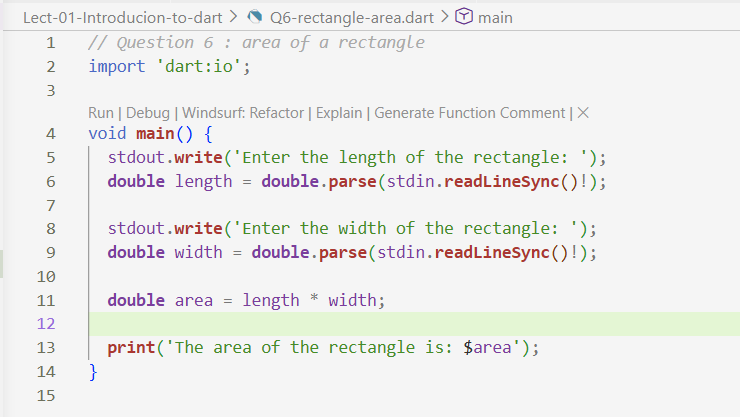 Lect-01-Introducion-to-dart > Q6-rectangle-area.dart > main
1 // Question 6 : area of a rectangle
2 import 'dart:io';
3
Run | Debug | Windsurf: Refactor | Explain | Generate Function Comment | ×
4 void main() {
5 stdout.write('Enter the length of the rectangle: ');
6 double length = double.parse(stdin.readLineSync()!);
7
8 stdout.write('Enter the width of the rectangle: ');
9 double width = double.parse(stdin.readLineSync()!);
10
11 double area = length * width;
12
13 print('The area of the rectangle is: $area');
14 }
15